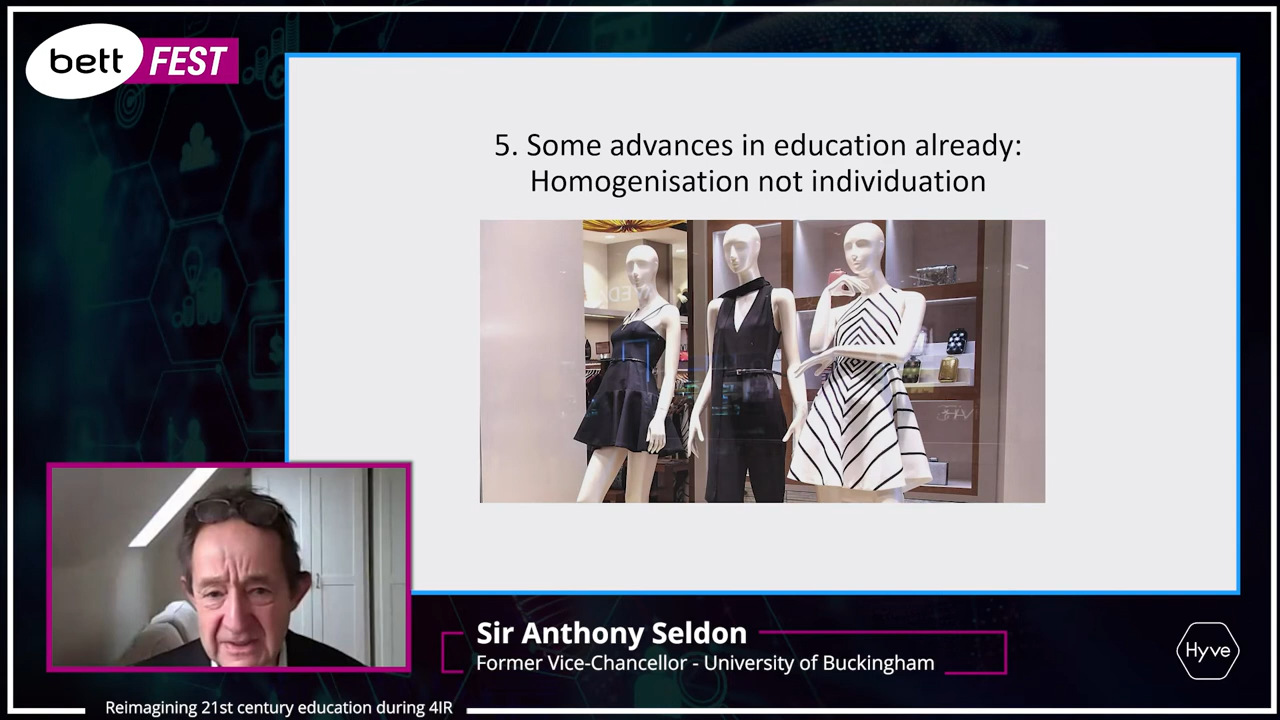 bett FEST
5. Some advances in education already:
Homogenisation not individuation
Sir Anthony Seldon
Former Vice-Chancellor - University of Buckingham
Hyve
Reimagining 21st century education during 4IR